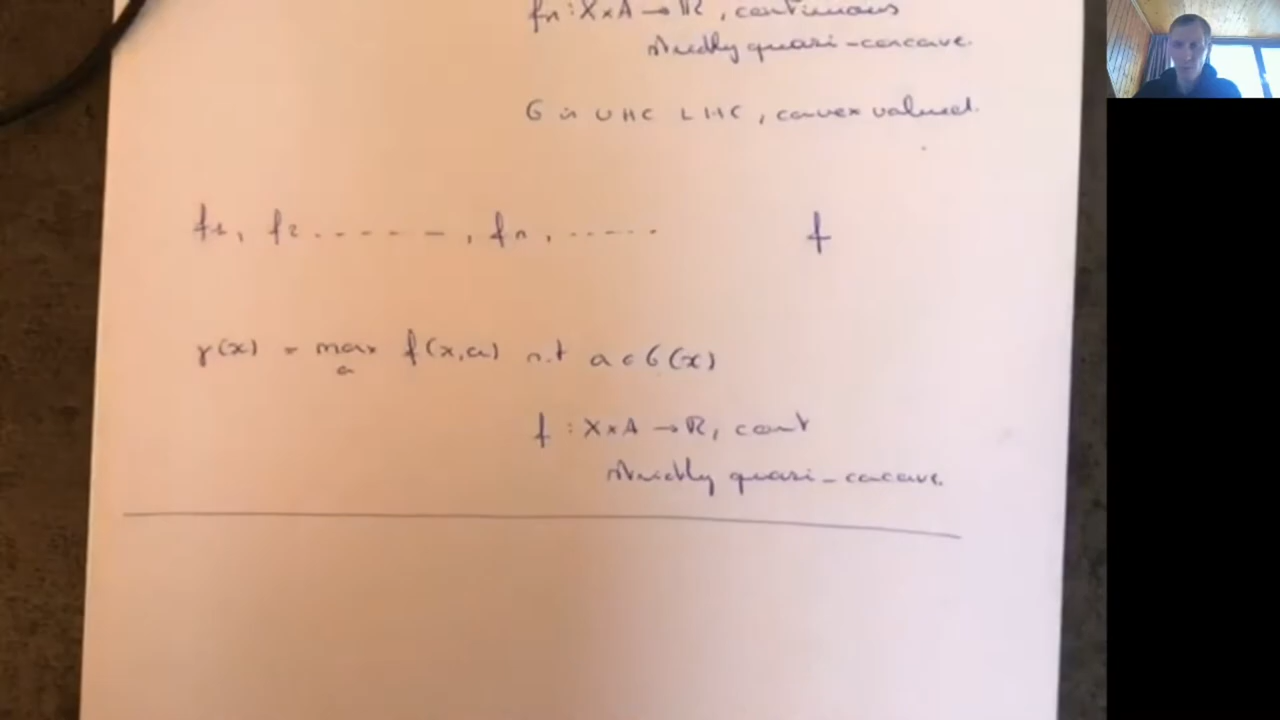 fn : X×A → ℝ, continuous
strictly quasi-concave.
G is UHC LHC, convex valued.
f1, f2 . . . . . . – , fn, . . . . . .   f
γ(x) = max f(x,a) s.t a ∈ G(x)
a
f : X×A → ℝ, cont
strictly quasi-concave.